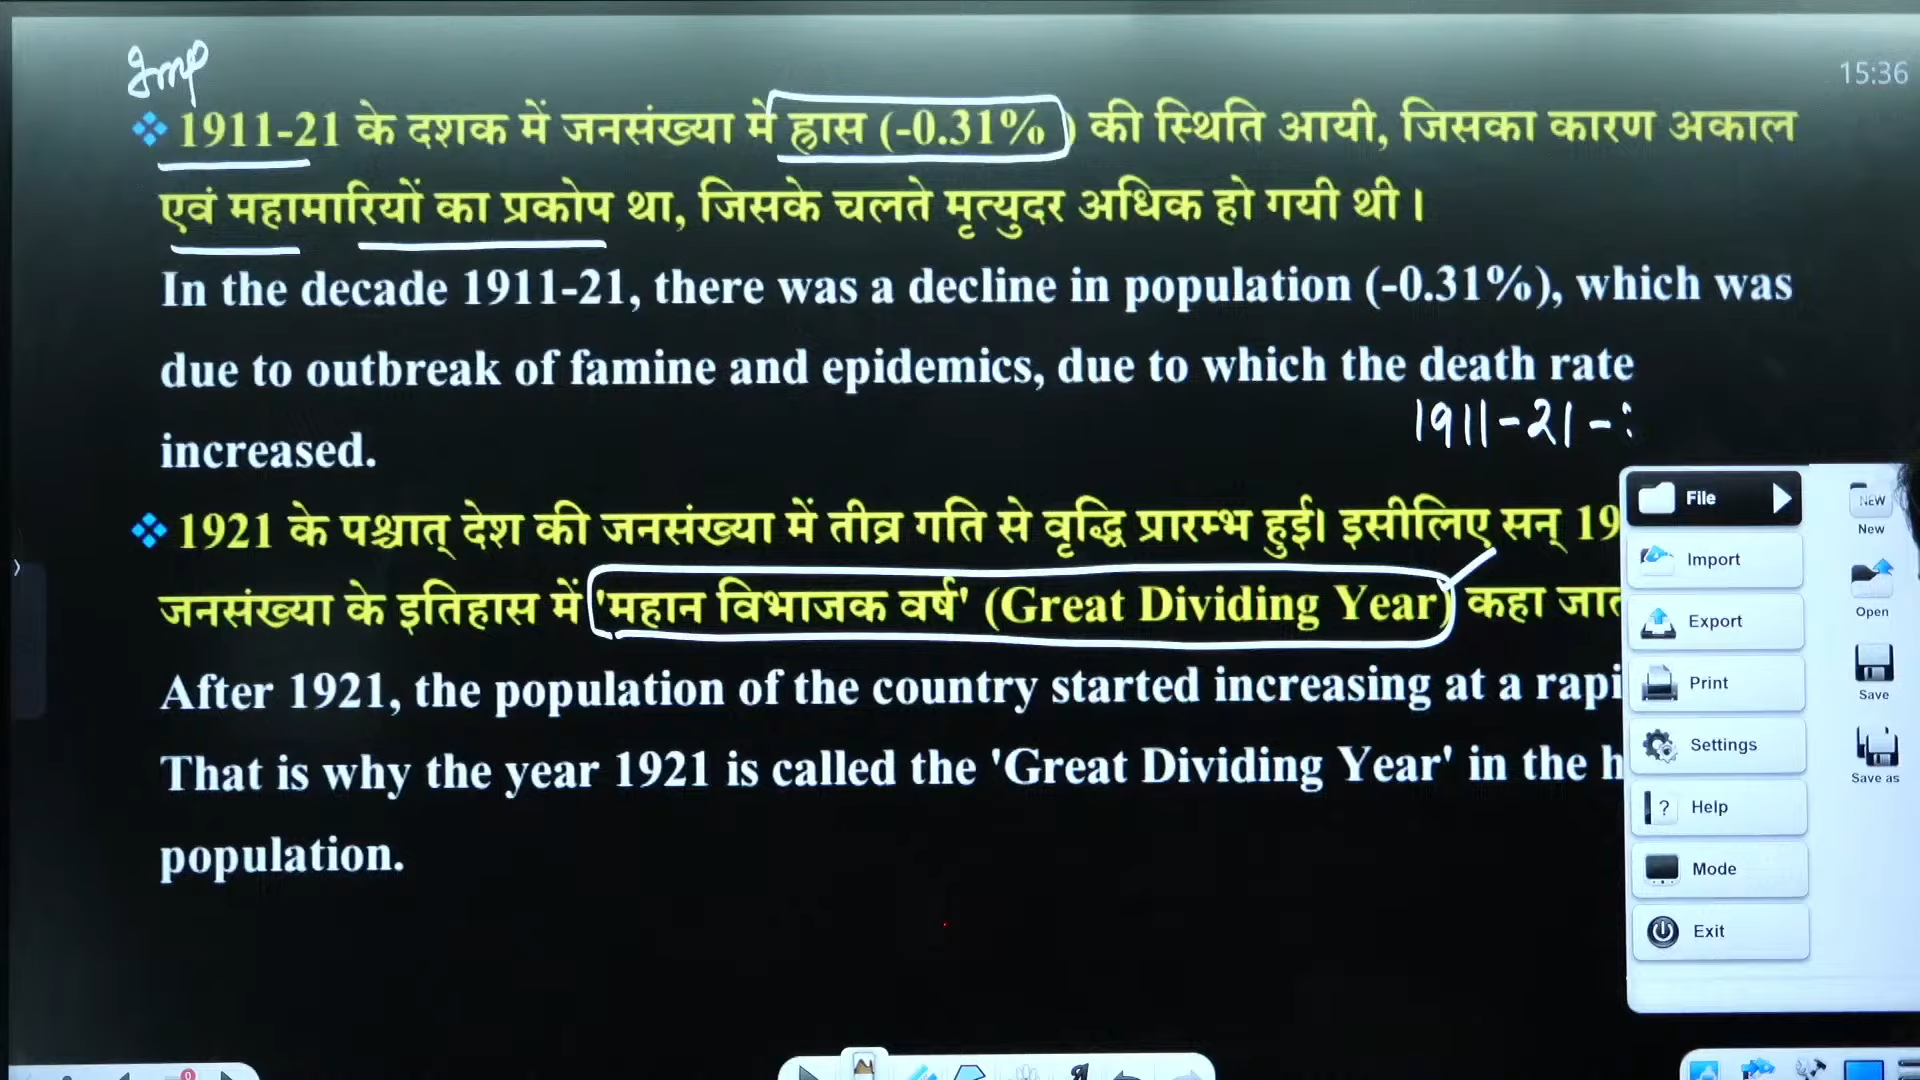 Imp
15:36
❖ 1911-21 के दशक में जनसंख्या में ह्रास (-0.31% ) की स्थिति आयी, जिसका कारण अकाल
एवं महामारियों का प्रकोप था, जिसके चलते मृत्युदर अधिक हो गयी थी।
In the decade 1911-21, there was a decline in population (-0.31%), which was
due to outbreak of famine and epidemics, due to which the death rate
1911-21-:
increased.
❖ 1921 के पश्चात् देश की जनसंख्या में तीव्र गति से वृद्धि प्रारम्भ हुई। इसीलिए सन् 19
जनसंख्या के इतिहास में 'महान विभाजक वर्ष' (Great Dividing Year) कहा जात
After 1921, the population of the country started increasing at a rapi
That is why the year 1921 is called the 'Great Dividing Year' in the h
population.
File
Import
Export
Print
Settings
Help
Mode
Exit
NEW
New
Open
Save
Save as